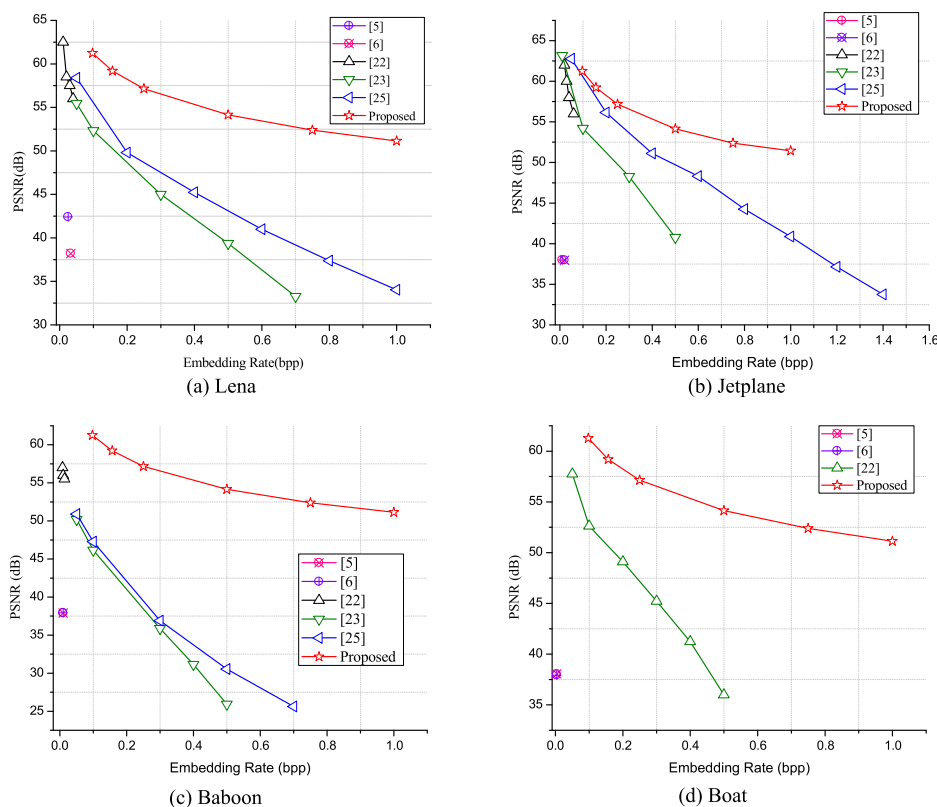 [5]
[6]
[22]
[23]
[25]
Proposed
PSNR(dB)
65
60
55
50
45
40
35
30
0.0 0.2 0.4 0.6 0.8 1.0
Embedding Rate(bpp)
(a) Lena
[5]
[6]
[22]
[23]
[25]
Proposed
PSNR (dB)
65
60
55
50
45
40
35
30
0.0 0.2 0.4 0.6 0.8 1.0 1.2 1.4 1.6
Embedding Rate (bpp)
(b) Jetplane
[5]
[6]
[22]
[23]
[25]
Proposed
PSNR (dB)
60
55
50
45
40
35
30
25
0.0 0.2 0.4 0.6 0.8 1.0
Embedding Rate (bpp)
(c) Baboon
[5]
[6]
[22]
Proposed
PSNR (dB)
60
55
50
45
40
35
0.0 0.2 0.4 0.6 0.8 1.0
Embedding Rate (bpp)
(d) Boat